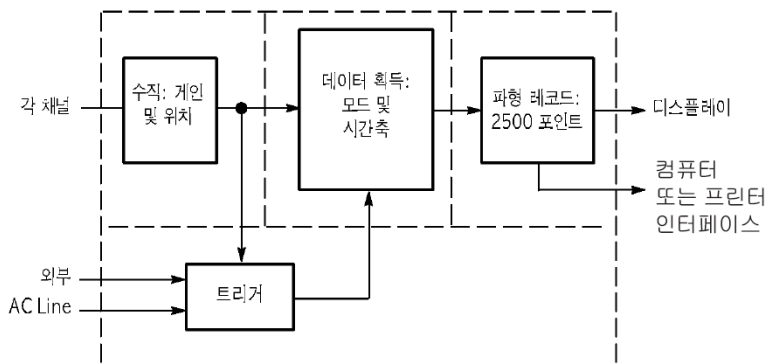 각 채널
수직: 게인
및 위치
데이터 획득:
모드 및
시간축
파형 레코드:
2500 포인트
디스플레이
컴퓨터
또는 프린터
인터페이스
외부
AC Line
트리거